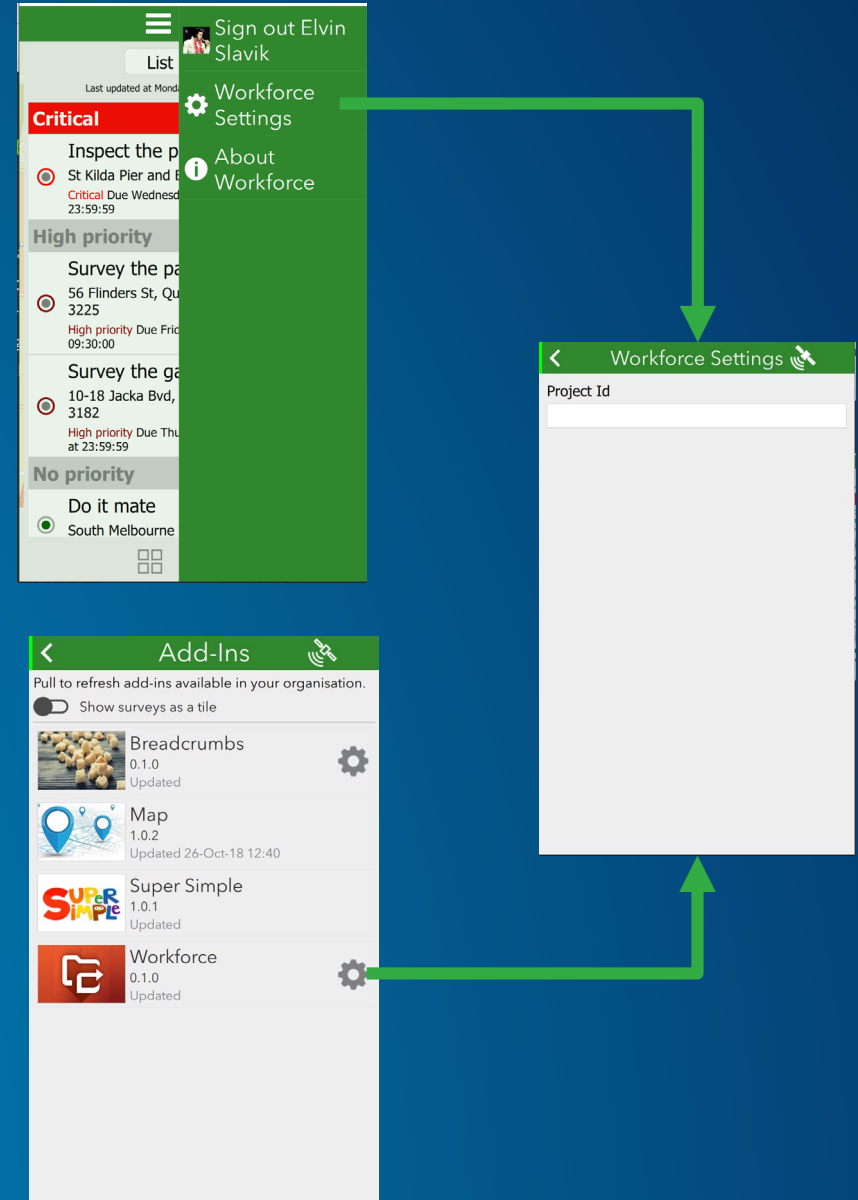 Sign out Elvin
Slavik
Workforce
Settings
About
Workforce
List
Last updated at Monda
Critical
Inspect the p
St Kilda Pier and B
Critical Due Wednesd
23:59:59
High priority
Survey the pa
56 Flinders St, Qu
3225
High priority Due Frid
09:30:00
Survey the ga
10-18 Jacka Bvd,
3182
High priority Due Thu
at 23:59:59
No priority
Do it mate
South Melbourne
Workforce Settings
Project Id
Add-Ins
Pull to refresh add-ins available in your organisation.
Show surveys as a tile
Breadcrumbs
0.1.0
Updated
Map
1.0.2
Updated 26-Oct-18 12:40
SUPER
SIMPLE
Super Simple
1.0.1
Updated
Workforce
0.1.0
Updated